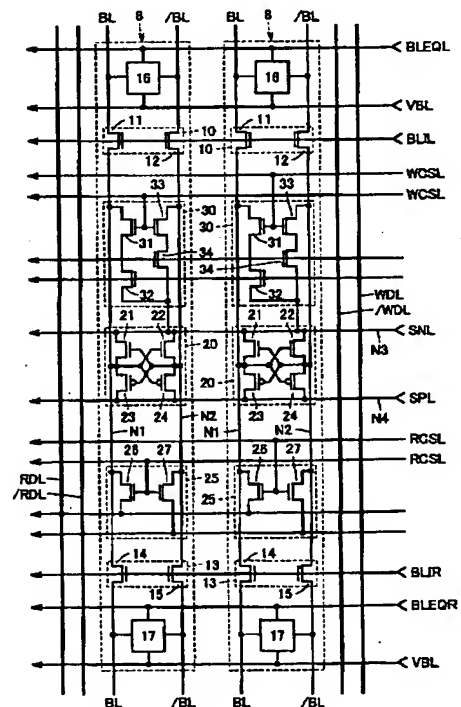 BL /BL BL /BL
8 8
BLEQL
16 16
VBL
11 11
10 10
BLIL
12 12
WCSL
WCSL
33 33
30 30
31 31
34 34
32 32
WDL
/WDL
21 22 21 22
SNL
20 20
N3
23 24 23 24
SPL
N1 N2 N1 N2
N4
RCSL
RCSL
RDL
/RDL
26 27 26 27
25 25
14 14
13 13
BLIR
15 15
BLEQR
17 17
VBL
BL /BL BL /BL